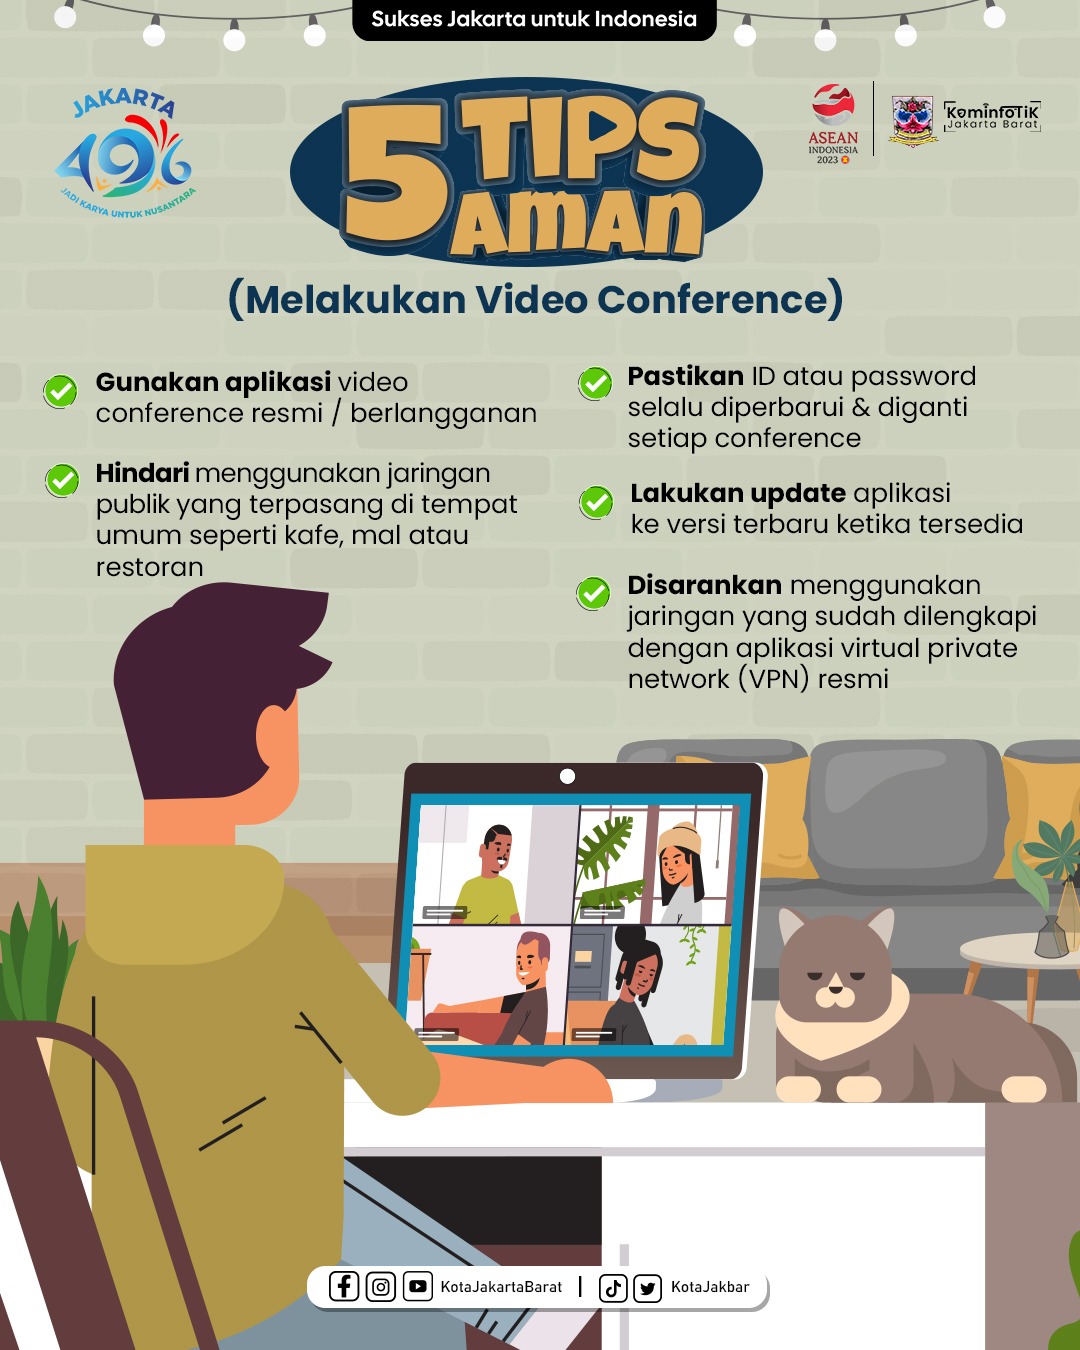 Sukses Jakarta untuk Indonesia
JAKARTA
496
JADI KARYA UNTUK NUSANTARA
5 TIPS
AMAN
ASEAN
INDONESIA
2023
KominfoTIK
Jakarta Barat
(Melakukan Video Conference)
Gunakan aplikasi video
conference resmi / berlangganan
Hindari menggunakan jaringan
publik yang terpasang di tempat
umum seperti kafe, mal atau
restoran
Pastikan ID atau password
selalu diperbarui & diganti
setiap conference
Lakukan update aplikasi
ke versi terbaru ketika tersedia
Disarankan menggunakan
jaringan yang sudah dilengkapi
dengan aplikasi virtual private
network (VPN) resmi
KotaJakartaBarat | KotaJakbar